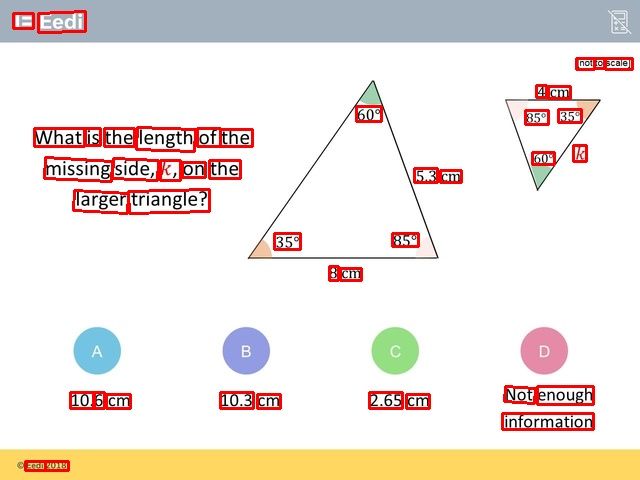 Eedi
not to scale
What is the length of the
missing side, k, on the
larger triangle?
60°
5.3 cm
35°
85°
8 cm
4 cm
85°
35°
60°
k
A
10.6 cm
B
10.3 cm
C
2.65 cm
D
Not enough
information
© Eedi 2018